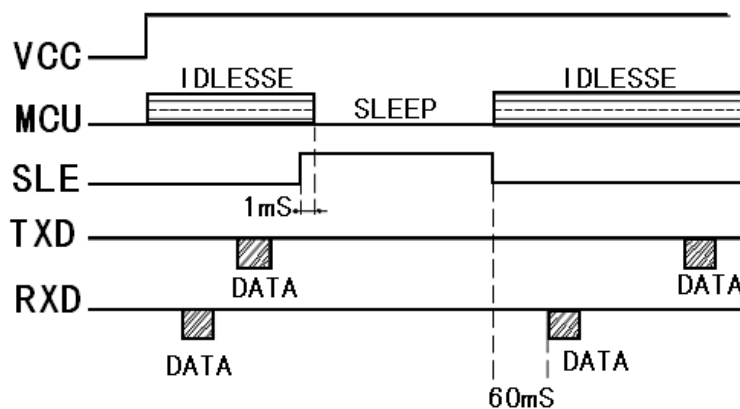 VCC
IDLESSE IDLESSE
MCU SLEEP
SLE
1mS
TXD
DATA DATA
RXD
DATA DATA
60mS